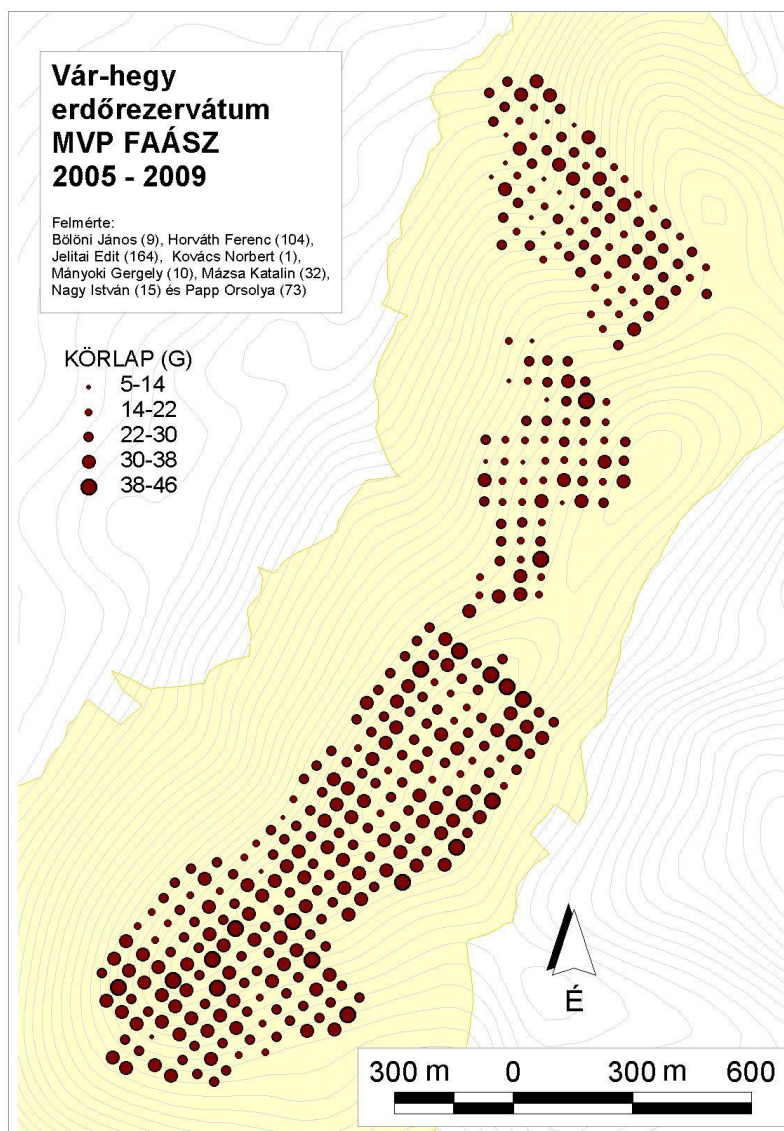 Vár-hegy
erdőrezervátum
MVP FAÁSZ
2005 - 2009
Felmérte:
Bölöni János (9), Horváth Ferenc (104),
Jelitai Edit (164), Kovács Norbert (1),
Mányoki Gergely (10), Mázsa Katalin (32),
Nagy István (15) és Papp Orsolya (73)
KÖRLAP (G)
5-14
14-22
22-30
30-38
38-46
É
300 m 0 300 m 600